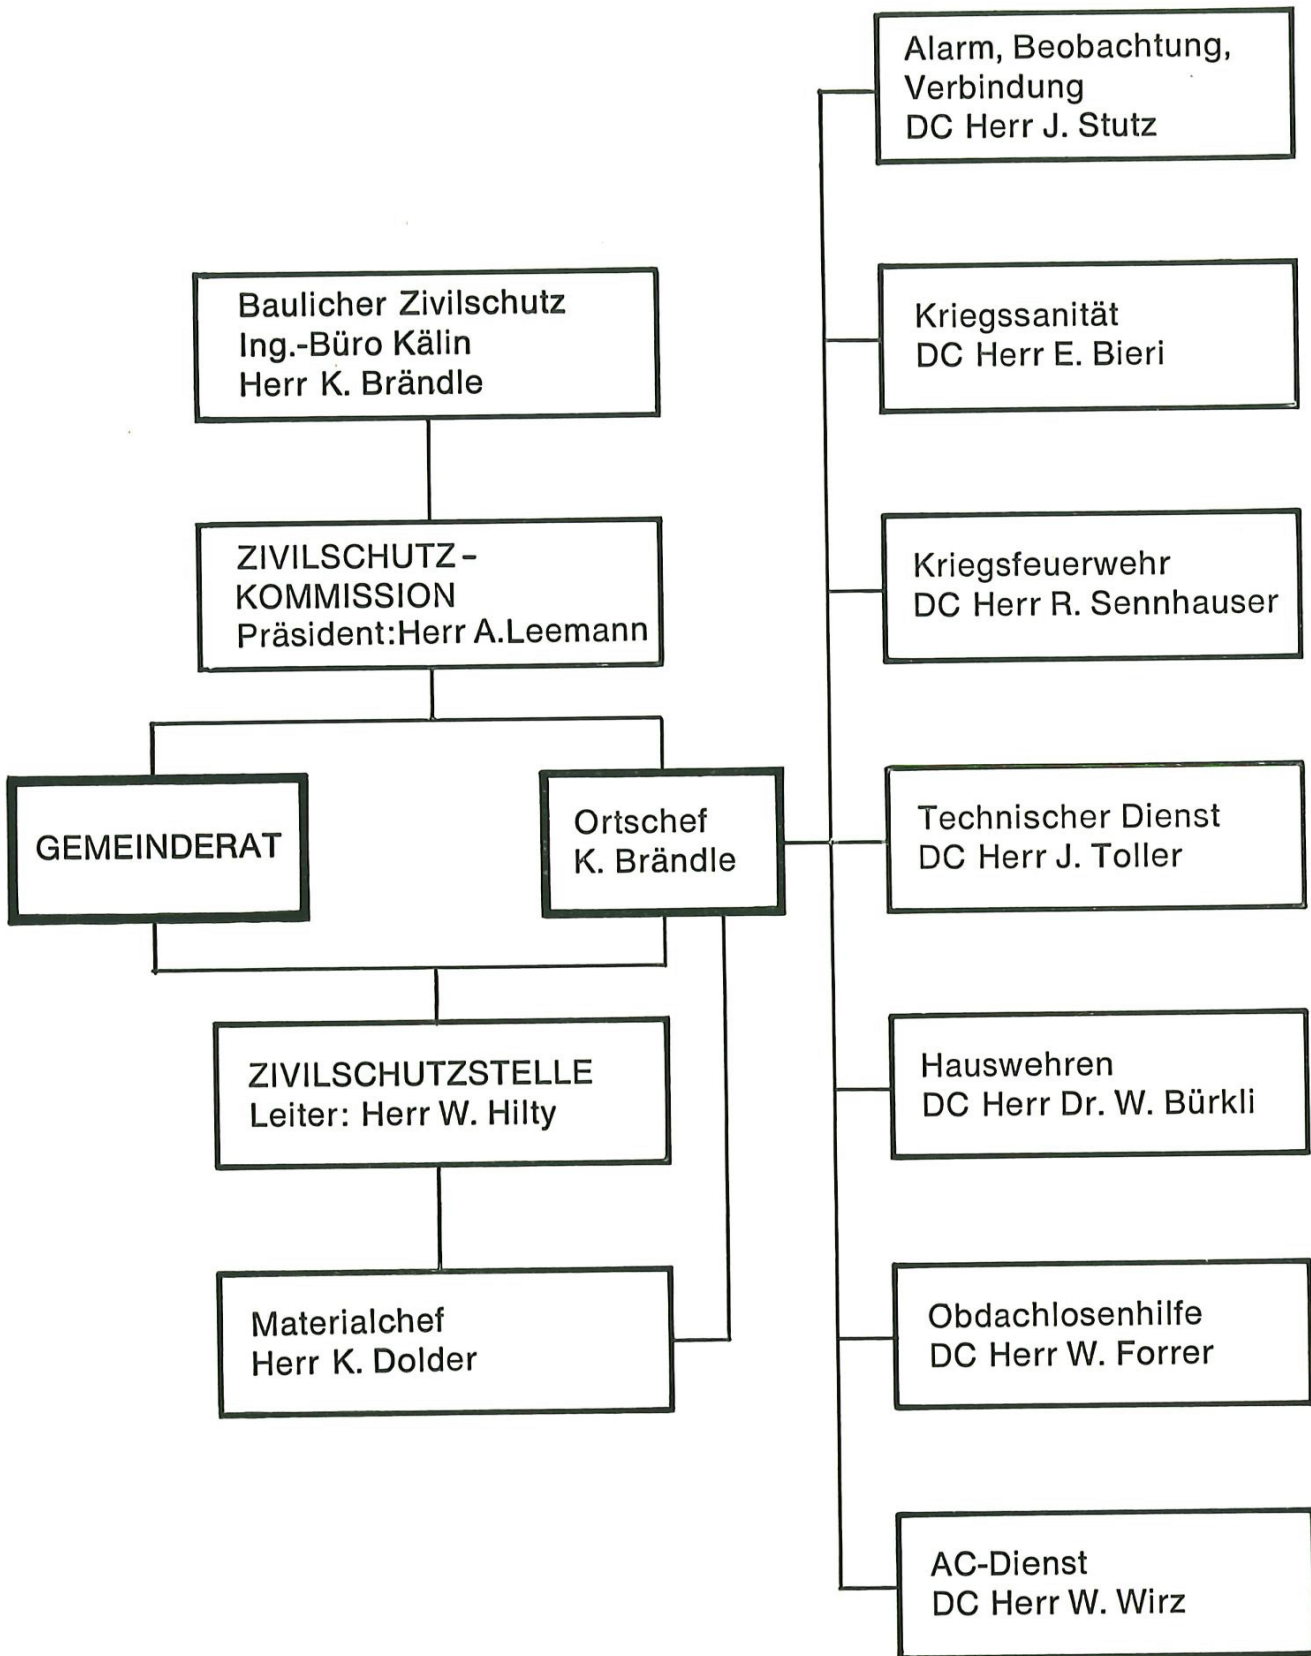 Baulicher Zivilschutz
Ing.-Büro Kälin
Herr K. Brändle
ZIVILSCHUTZ-
KOMMISSION
Präsident:Herr A.Leemann
GEMEINDERAT
Ortschef
K. Brändle
ZIVILSCHUTZSTELLE
Leiter: Herr W. Hilty
Materialchef
Herr K. Dolder
Alarm, Beobachtung,
Verbindung
DC Herr J. Stutz
Kriegssanität
DC Herr E. Bieri
Kriegsfeuerwehr
DC Herr R. Sennhauser
Technischer Dienst
DC Herr J. Toller
Hauswehren
DC Herr Dr. W. Bürkli
Obdachlosenhilfe
DC Herr W. Forrer
AC-Dienst
DC Herr W. Wirz